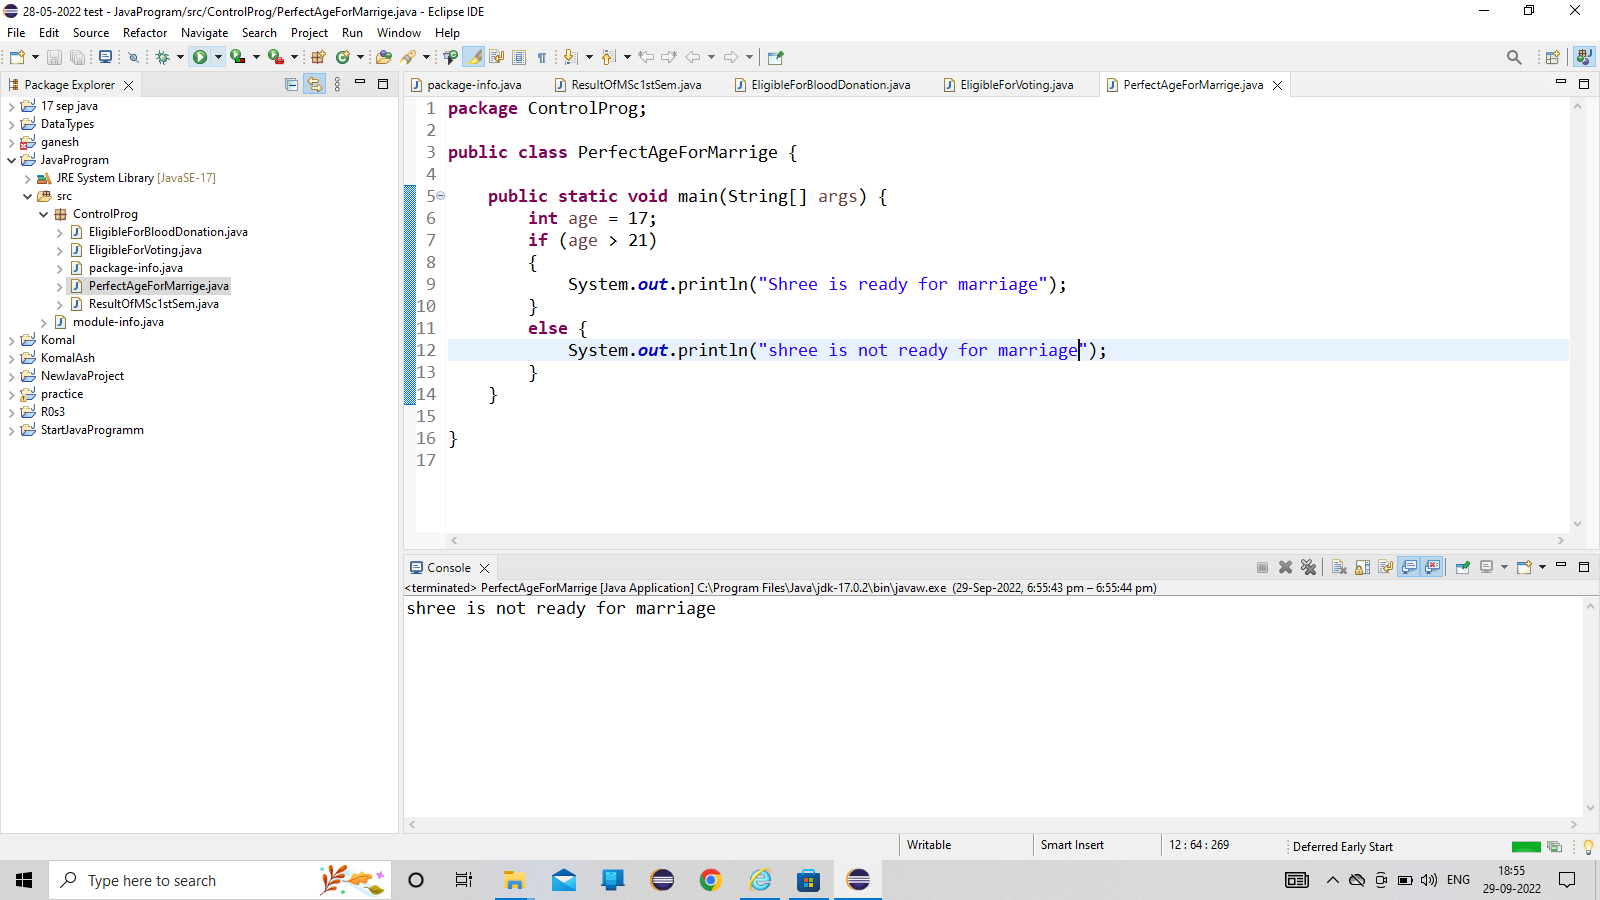 28-05-2022 test - JavaProgram/src/ControlProg/PerfectAgeForMarrige.java - Eclipse IDE
File Edit Source Refactor Navigate Search Project Run Window Help
Package Explorer
17 sep java
DataTypes
ganesh
JavaProgram
JRE System Library [JavaSE-17]
src
ControlProg
EligibleForBloodDonation.java
EligibleForVoting.java
package-info.java
PerfectAgeForMarrige.java
ResultOfMSc1stSem.java
module-info.java
Komal
KomalAsh
NewJavaProject
practice
R0s3
StartJavaProgramm
package-info.java ResultOfMSc1stSem.java EligibleForBloodDonation.java EligibleForVoting.java PerfectAgeForMarrige.java
1 package ControlProg;
2
3 public class PerfectAgeForMarrige {
4
5 public static void main(String[] args) {
6 int age = 17;
7 if (age > 21)
8 {
9 System.out.println("Shree is ready for marriage");
10 }
11 else {
12 System.out.println("shree is not ready for marriage");
13 }
14 }
15
16 }
17
Console
<terminated> PerfectAgeForMarrige [Java Application] C:\Program Files\Java\jdk-17.0.2\bin\javaw.exe (29-Sep-2022, 6:55:43 pm – 6:55:44 pm)
shree is not ready for marriage
Writable Smart Insert 12 : 64 : 269 Deferred Early Start
Type here to search
ENG
18:55
29-09-2022